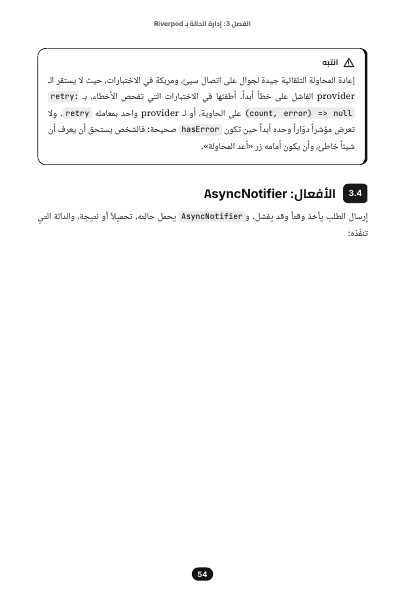 الفصل 3: إدارة الحالة بـ Riverpod
انتبه
إعادة المحاولة التلقائية جيدة لجوال على اتصال سيئ، ومربكة في الاختبارات، حيث لا يستقر الـ
provider الفاشل على خطأ أبداً. أطفئها في الاختبارات التي تفحص الأخطاء، بـ retry:
(count, error) => null على الحاوية، أو لـ provider واحد بمعامله retry. ولا
تعرض مؤشراً دوّاراً وحده أبداً حين تكون hasError صحيحة: فالشخص يستحق أن يعرف أن
شيئاً خاطئ، وأن يكون أمامه زر «أعد المحاولة».
3.4 الأفعال: AsyncNotifier
إرسال الطلب يأخذ وقتاً وقد يفشل. و AsyncNotifier يحمل حالته، تحميلاً أو نتيجة، والدالة التي
تنفّذه:
54